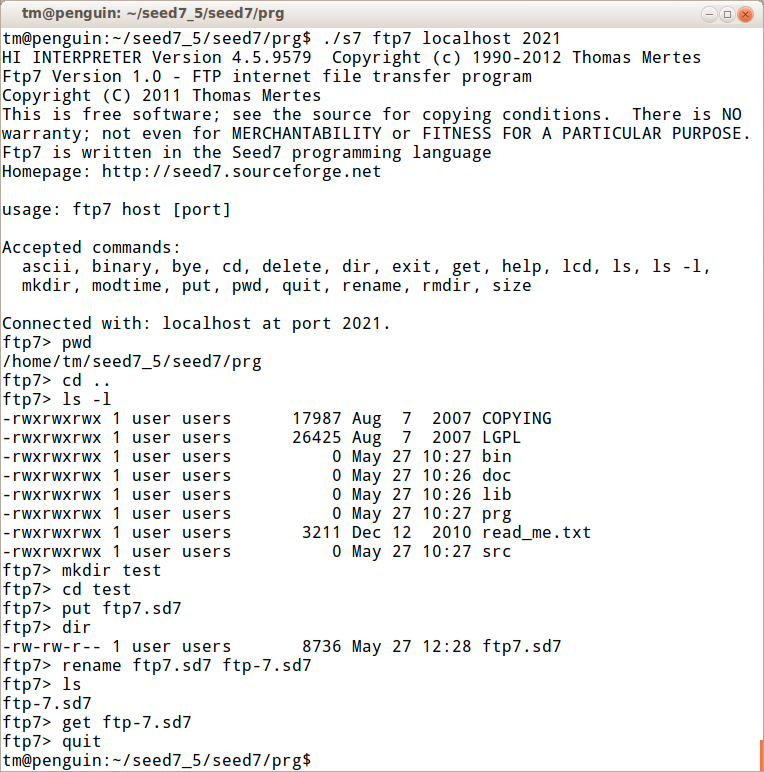 tm@penguin: ~/seed7_5/seed7/prg
tm@penguin:~/seed7_5/seed7/prg$ ./s7 ftp7 localhost 2021
HI INTERPRETER Version 4.5.9579  Copyright (c) 1990-2012 Thomas Mertes
Ftp7 Version 1.0 - FTP internet file transfer program
Copyright (C) 2011 Thomas Mertes
This is free software; see the source for copying conditions.  There is NO
warranty; not even for MERCHANTABILITY or FITNESS FOR A PARTICULAR PURPOSE.
Ftp7 is written in the Seed7 programming language
Homepage: http://seed7.sourceforge.net

usage: ftp7 host [port]

Accepted commands:
  ascii, binary, bye, cd, delete, dir, exit, get, help, lcd, ls, ls -l,
  mkdir, modtime, put, pwd, quit, rename, rmdir, size

Connected with: localhost at port 2021.
ftp7> pwd
/home/tm/seed7_5/seed7/prg
ftp7> cd ..
ftp7> ls -l
-rwxrwxrwx 1 user users      17987 Aug  7  2007 COPYING
-rwxrwxrwx 1 user users      26425 Aug  7  2007 LGPL
-rwxrwxrwx 1 user users          0 May 27 10:27 bin
-rwxrwxrwx 1 user users          0 May 27 10:26 doc
-rwxrwxrwx 1 user users          0 May 27 10:26 lib
-rwxrwxrwx 1 user users          0 May 27 10:27 prg
-rwxrwxrwx 1 user users       3211 Dec 12  2010 read_me.txt
-rwxrwxrwx 1 user users          0 May 27 10:27 src
ftp7> mkdir test
ftp7> cd test
ftp7> put ftp7.sd7
ftp7> dir
-rw-rw-r-- 1 user users       8736 May 27 12:28 ftp7.sd7
ftp7> rename ftp7.sd7 ftp-7.sd7
ftp7> ls
ftp-7.sd7
ftp7> get ftp-7.sd7
ftp7> quit
tm@penguin:~/seed7_5/seed7/prg$